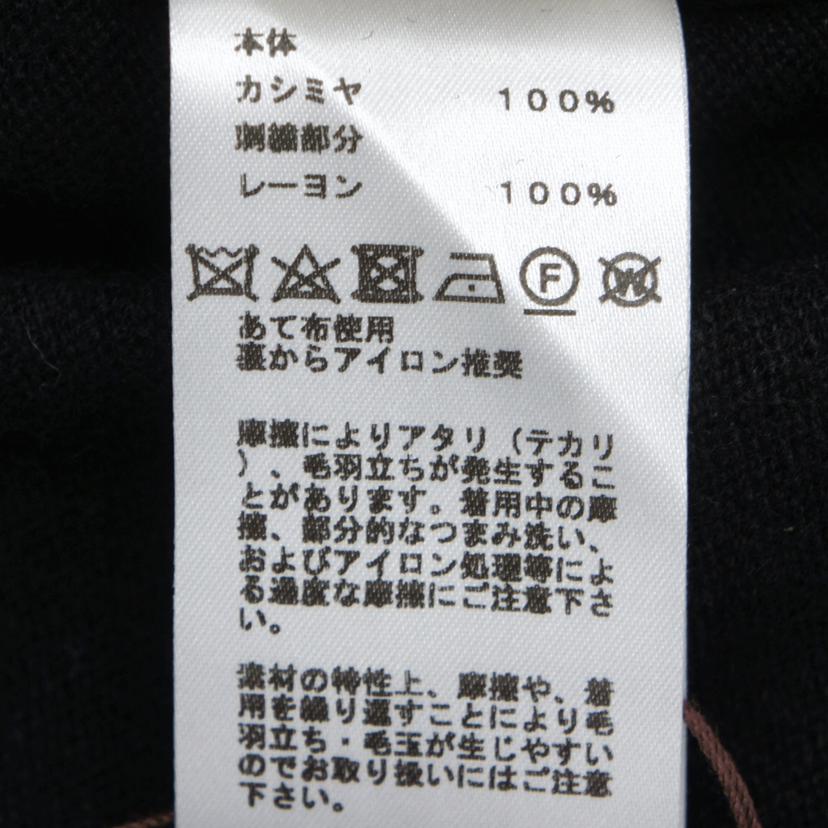 本体
カシミヤ 100%
刺繍部分
レーヨン 100%
F W
あて布使用
裏からアイロン推奨
摩擦によりアタリ（テカリ
）、毛羽立ちが発生するこ
とがあります。着用中の摩
擦、部分的なつまみ洗い、
およびアイロン処理等によ
る過度な摩擦にご注意下さ
い。
素材の特性上、摩擦や、着
用を繰り返すことにより毛
羽立ち・毛玉が生じやすい
のでお取り扱いにはご注意
下さい。